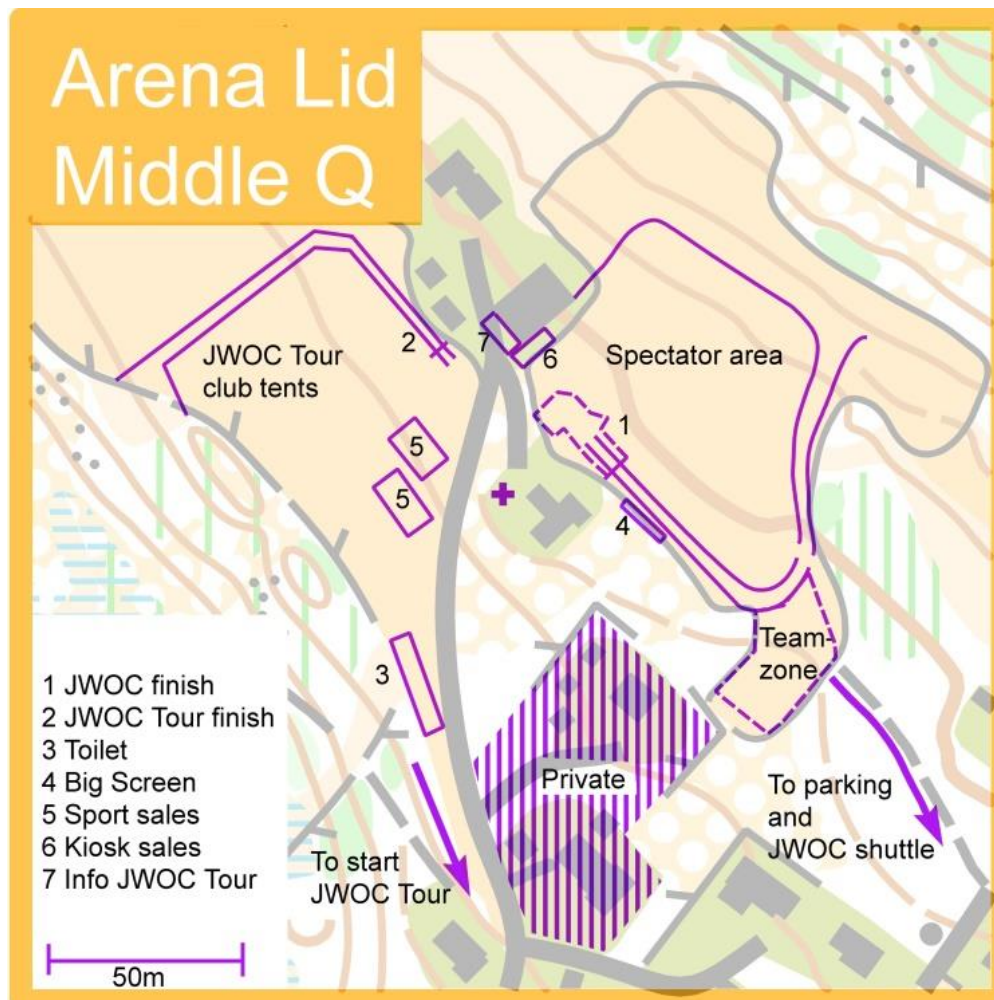 Arena Lid
Middle Q
2
7
6
JWOC Tour
club tents
Spectator area
1
5
5
4
Team-
zone
3
1 JWOC finish
2 JWOC Tour finish
3 Toilet
4 Big Screen
5 Sport sales
6 Kiosk sales
7 Info JWOC Tour
Private
To parking
and
JWOC shuttle
To start
JWOC Tour
50m